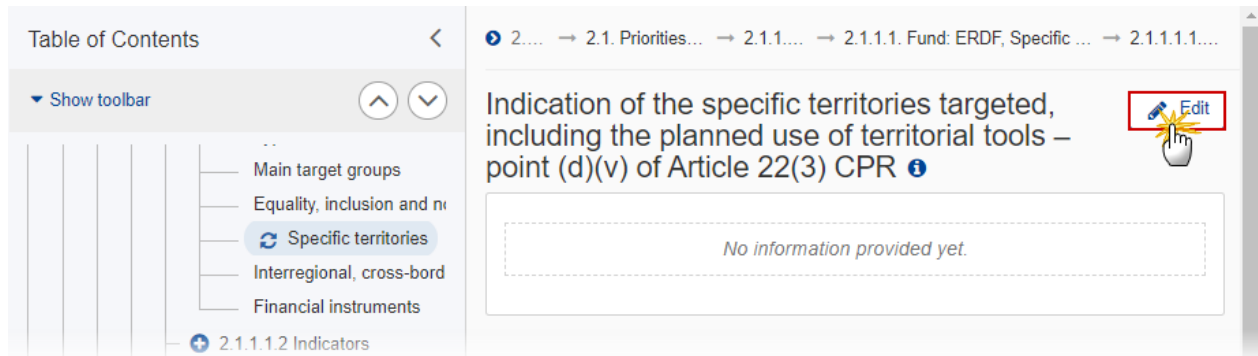 Table of Contents
Show toolbar
Main target groups
Equality, inclusion and n
Specific territories
Interregional, cross-bord
Financial instruments
2.1.1.1.2 Indicators
2.... → 2.1. Priorities... → 2.1.1.... → 2.1.1.1. Fund: ERDF, Specific ... → 2.1.1.1.1....
Indication of the specific territories targeted,
including the planned use of territorial tools –
point (d)(v) of Article 22(3) CPR
Edit
No information provided yet.